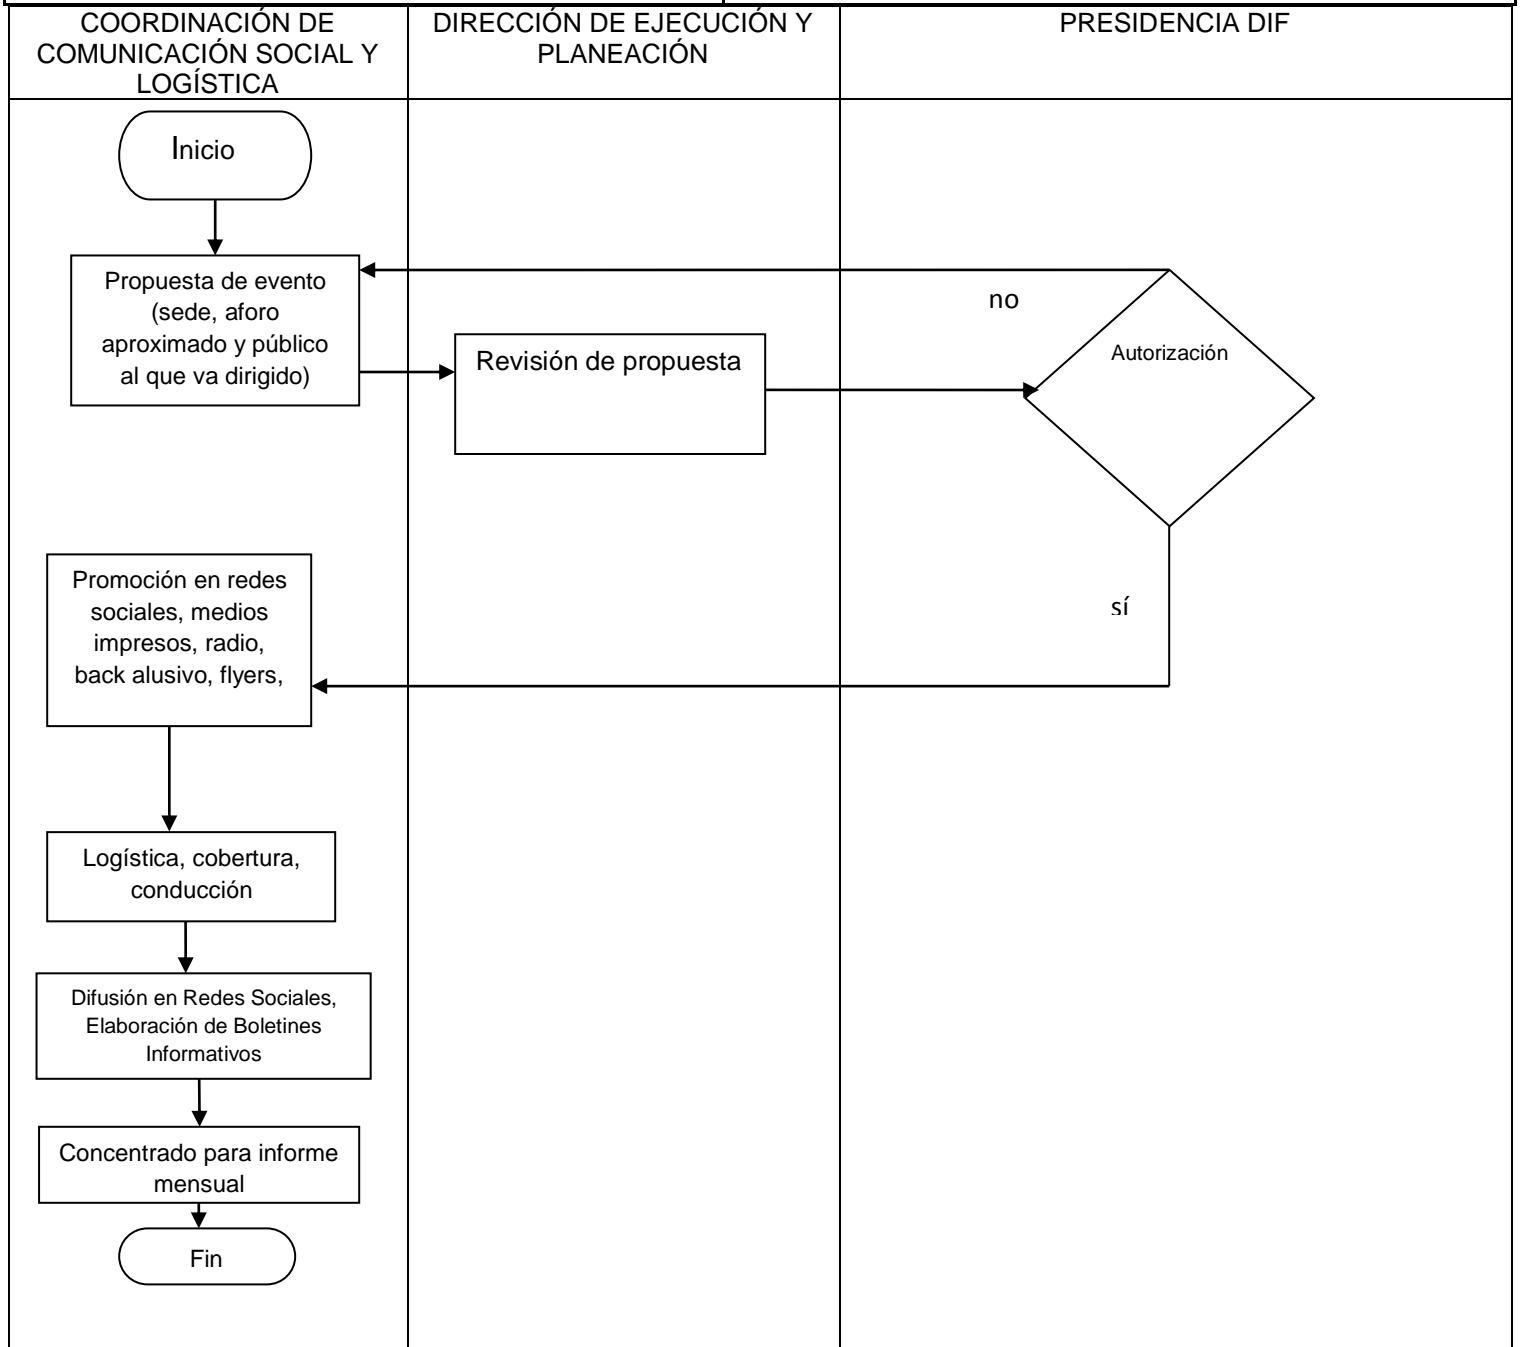 COORDINACIÓN DE
COMUNICACIÓN SOCIAL Y
LOGÍSTICA
DIRECCIÓN DE EJECUCIÓN Y
PLANEACIÓN
PRESIDENCIA DIF
Inicio
Propuesta de evento
(sede, aforo
aproximado y público
al que va dirigido)
Revisión de propuesta
no
Autorización
sí
Promoción en redes
sociales, medios
impresos, radio,
back alusivo, flyers,
Logística, cobertura,
conducción
Difusión en Redes Sociales,
Elaboración de Boletines
Informativos
Concentrado para informe
mensual
Fin